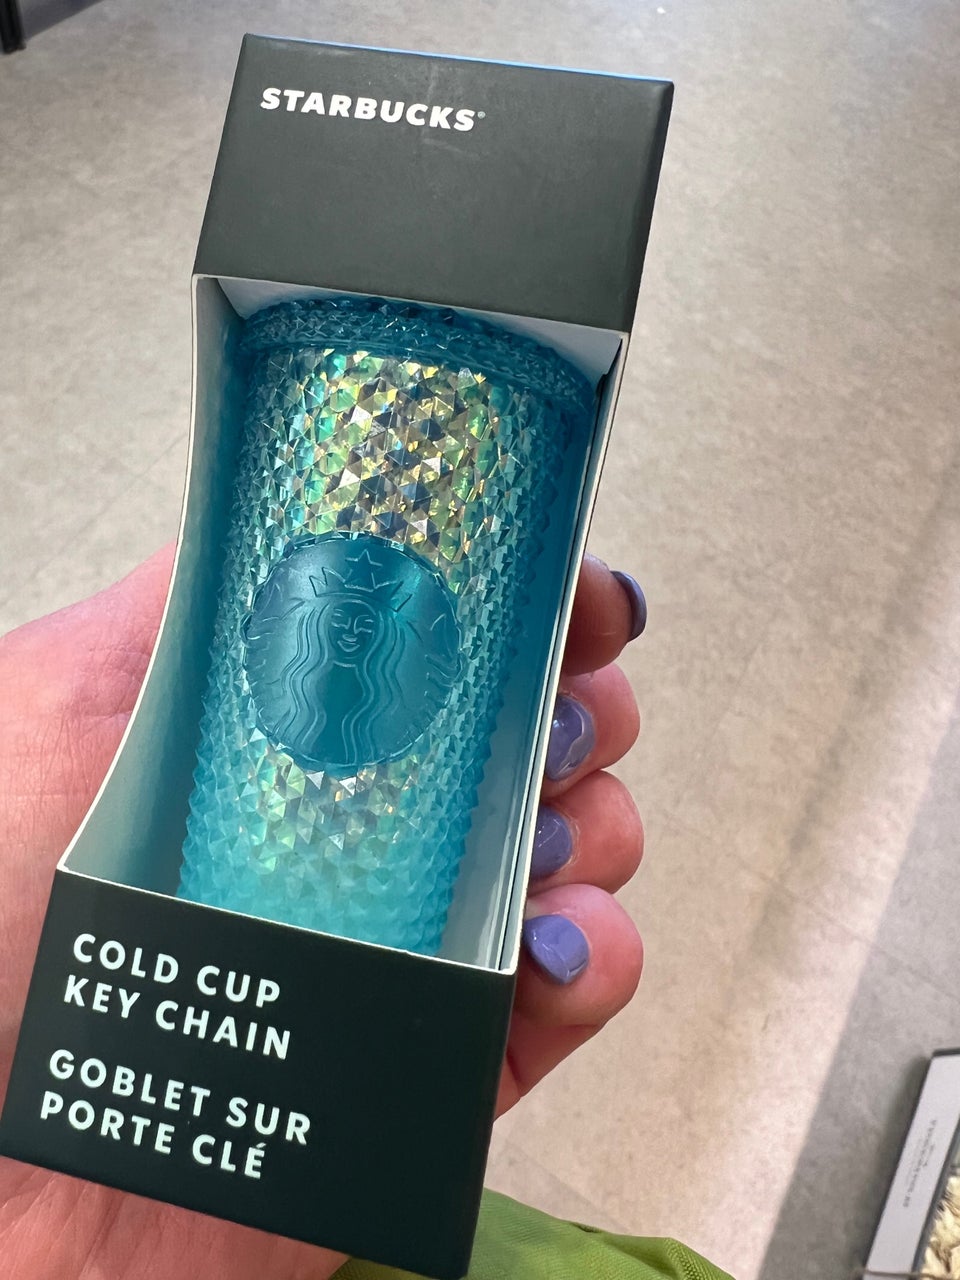 STARBUCKS®
COLD CUP
KEY CHAIN
GOBLET SUR
PORTE CLÉ